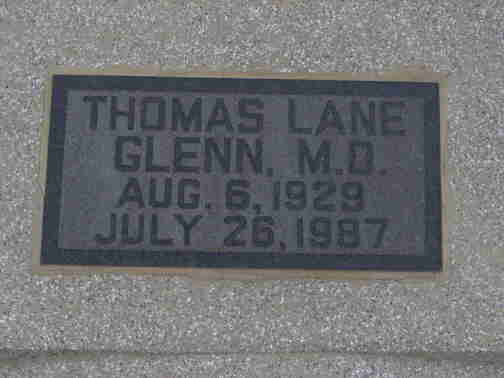 THOMAS LANE
GLENN, M.D.
AUG. 6, 1929
JULY 26, 1987